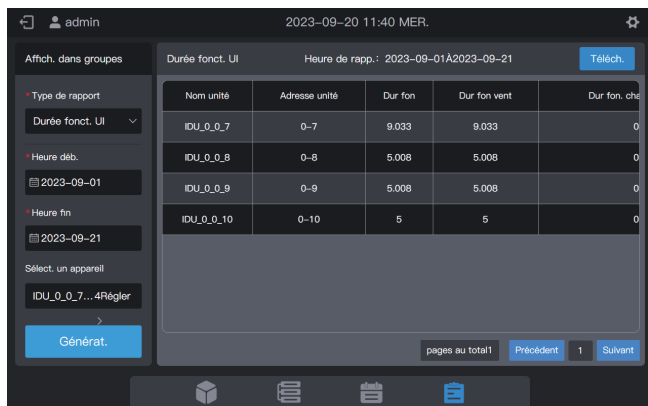 admin
2023-09-20 11:40 MER.
Affich. dans groupes
* Type de rapport
Durée fonct. UI
* Heure déb.
2023-09-01
* Heure fin
2023-09-21
Sélect. un appareil
IDU_0_0_7...4Régler
Générat.
Durée fonct. UI
Heure de rapp.: 2023-09-01À2023-09-21
Téléch.
Nom unité Adresse unité Dur fon Dur fon vent Dur fon. cha
IDU_0_0_7 0-7 9.033 9.033 0
IDU_0_0_8 0-8 5.008 5.008 0
IDU_0_0_9 0-9 5.008 5.008 0
IDU_0_0_10 0-10 5 5 0
pages au total1 Précédent 1 Suivant